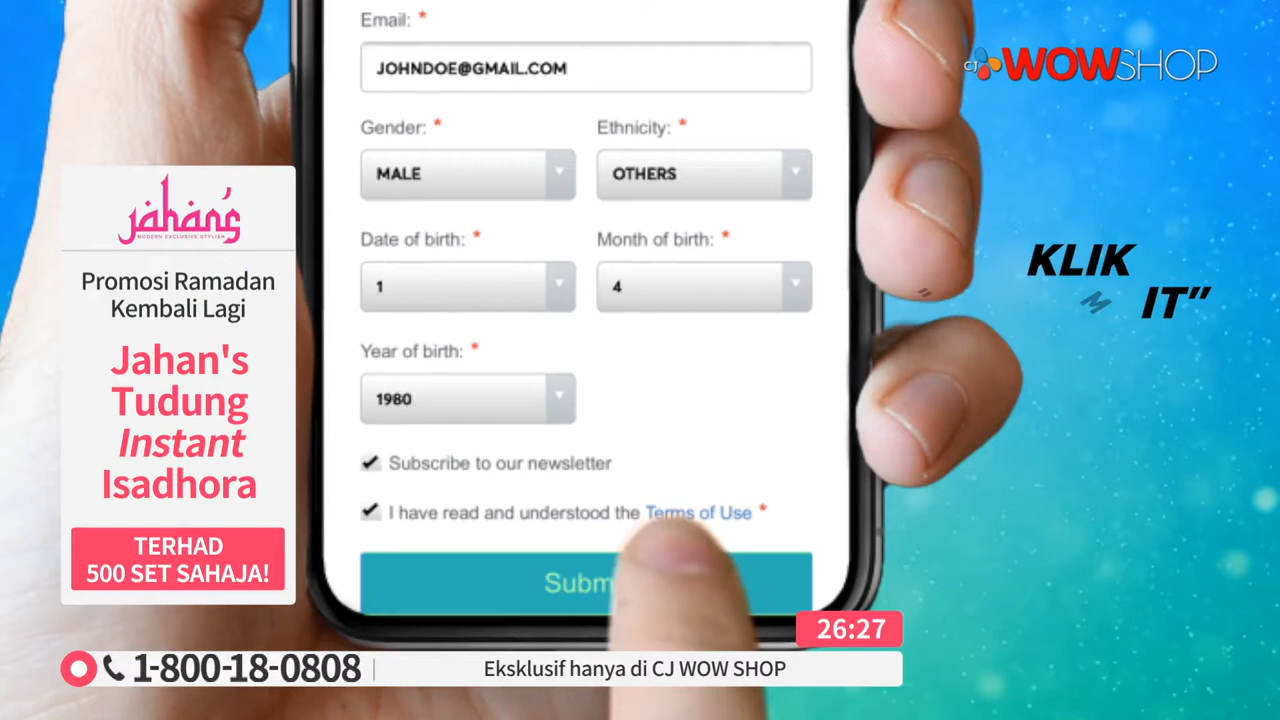 Email: *
JOHNDOE@GMAIL.COM
Gender: *
Ethnicity: *
MALE
OTHERS
Date of birth: *
Month of birth: *
1
4
Year of birth: *
1980
Subscribe to our newsletter
I have read and understood the Terms of Use *
Subm
CJ WOWSHOP
KLIK
IT”
jahan's
MODERN EXCLUSIVE STYLISH
Promosi Ramadan
Kembali Lagi
Jahan's
Tudung
Instant
Isadhora
TERHAD
500 SET SAHAJA!
26:27
1-800-18-0808
Eksklusif hanya di CJ WOW SHOP